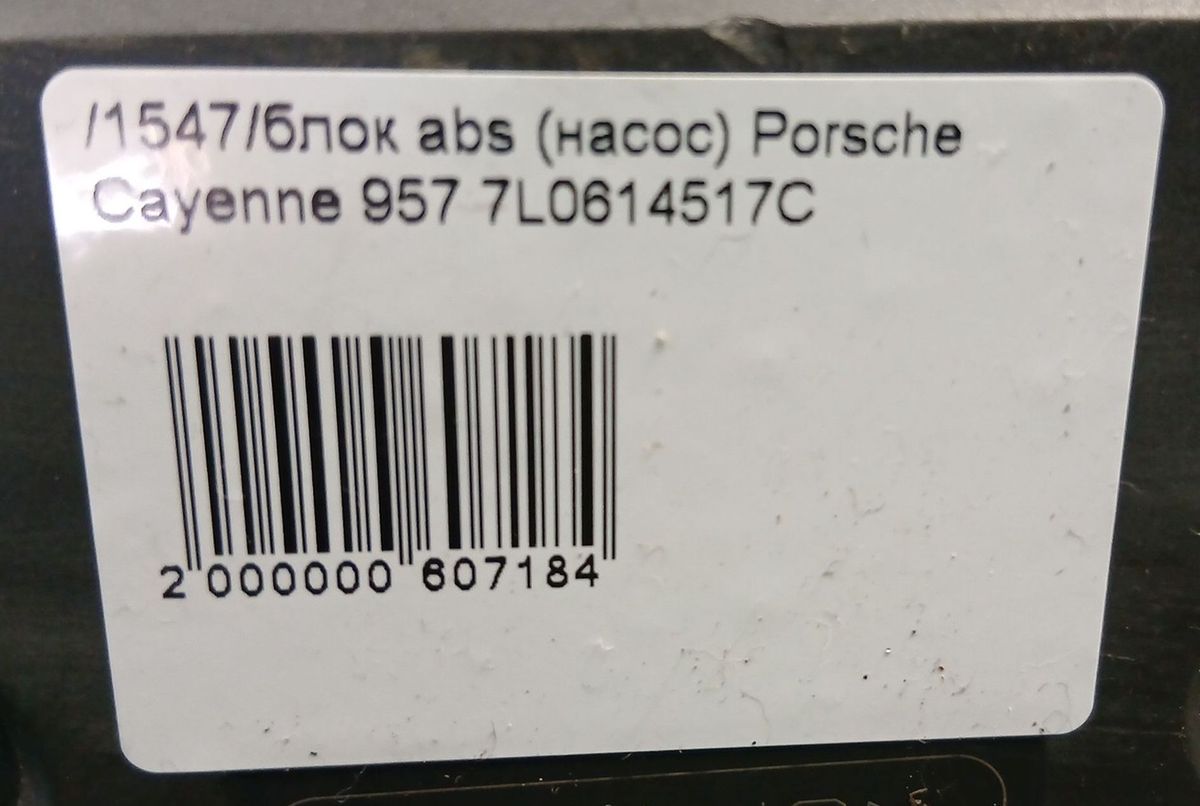 /1547/блок abs (насос) Porsche
Cayenne 957 7L0614517C
2 000000 607184